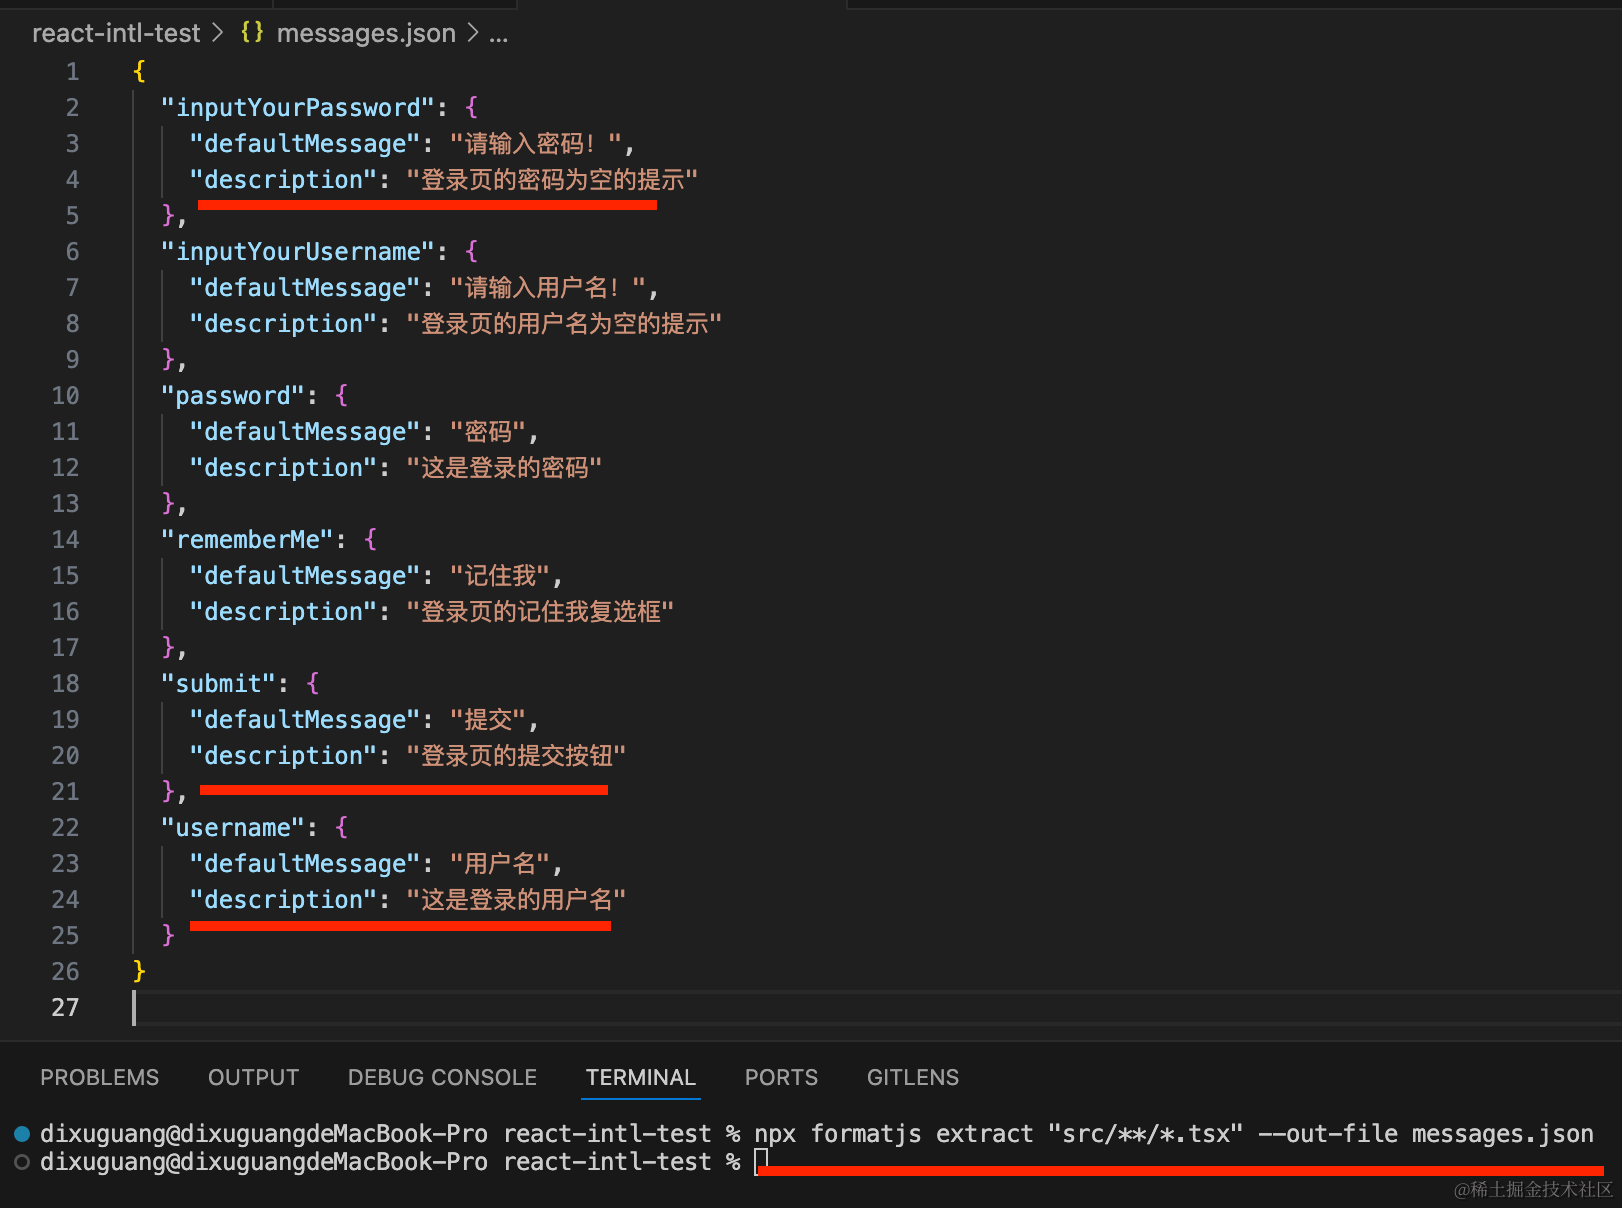 react-intl-test > {} messages.json > ...
1 {
2 "inputYourPassword": {
3 "defaultMessage": "请输入密码！",
4 "description": "登录页的密码为空的提示"
5 },
6 "inputYourUsername": {
7 "defaultMessage": "请输入用户名！",
8 "description": "登录页的用户名为空的提示"
9 },
10 "password": {
11 "defaultMessage": "密码",
12 "description": "这是登录的密码"
13 },
14 "rememberMe": {
15 "defaultMessage": "记住我",
16 "description": "登录页的记住我复选框"
17 },
18 "submit": {
19 "defaultMessage": "提交",
20 "description": "登录页的提交按钮"
21 },
22 "username": {
23 "defaultMessage": "用户名",
24 "description": "这是登录的用户名"
25 }
26 }
27
PROBLEMS OUTPUT DEBUG CONSOLE TERMINAL PORTS GITLENS
dixuguang@dixuguangdeMacBook-Pro react-intl-test % npx formatjs extract "src/**/*.tsx" --out-file messages.json
dixuguang@dixuguangdeMacBook-Pro react-intl-test %
@稀土掘金技术社区